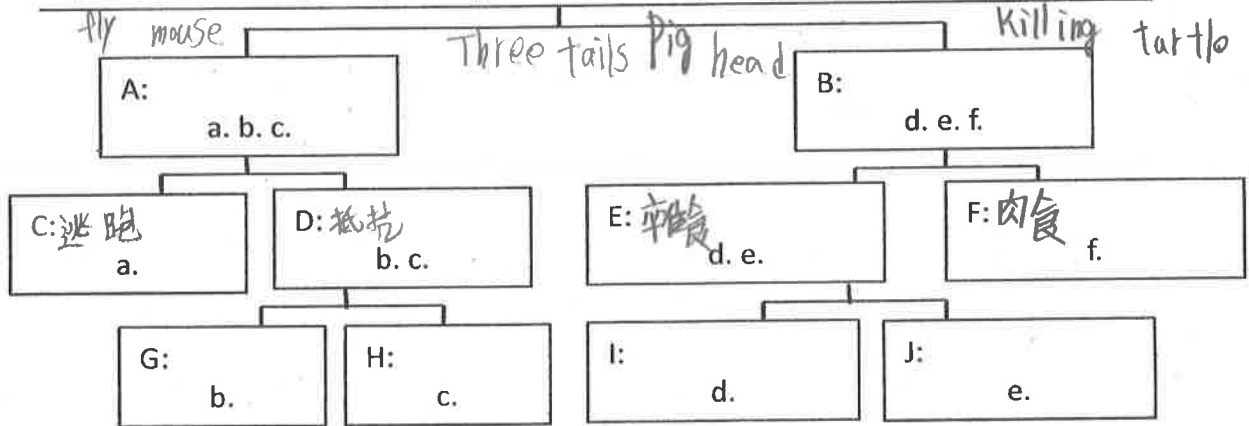 fly mouse Three tails Pig head Killing tartle
A:
a. b. c.
B:
d. e. f.
C:逃跑
a.
D:抵抗
b. c.
E:
d. e.
F:肉食
f.
G:
b.
H:
c.
I:
d.
J:
e.